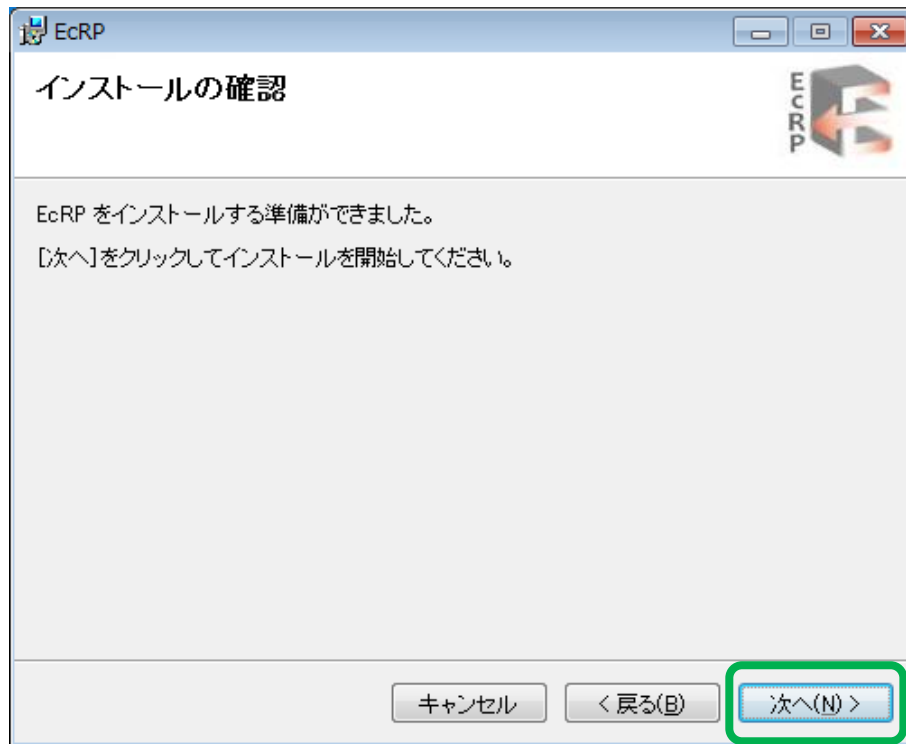 EcRP
インストールの確認
EcRP
EcRP をインストールする準備ができました。
[次へ]をクリックしてインストールを開始してください。
キャンセル
< 戻る(B)
次へ(N) >